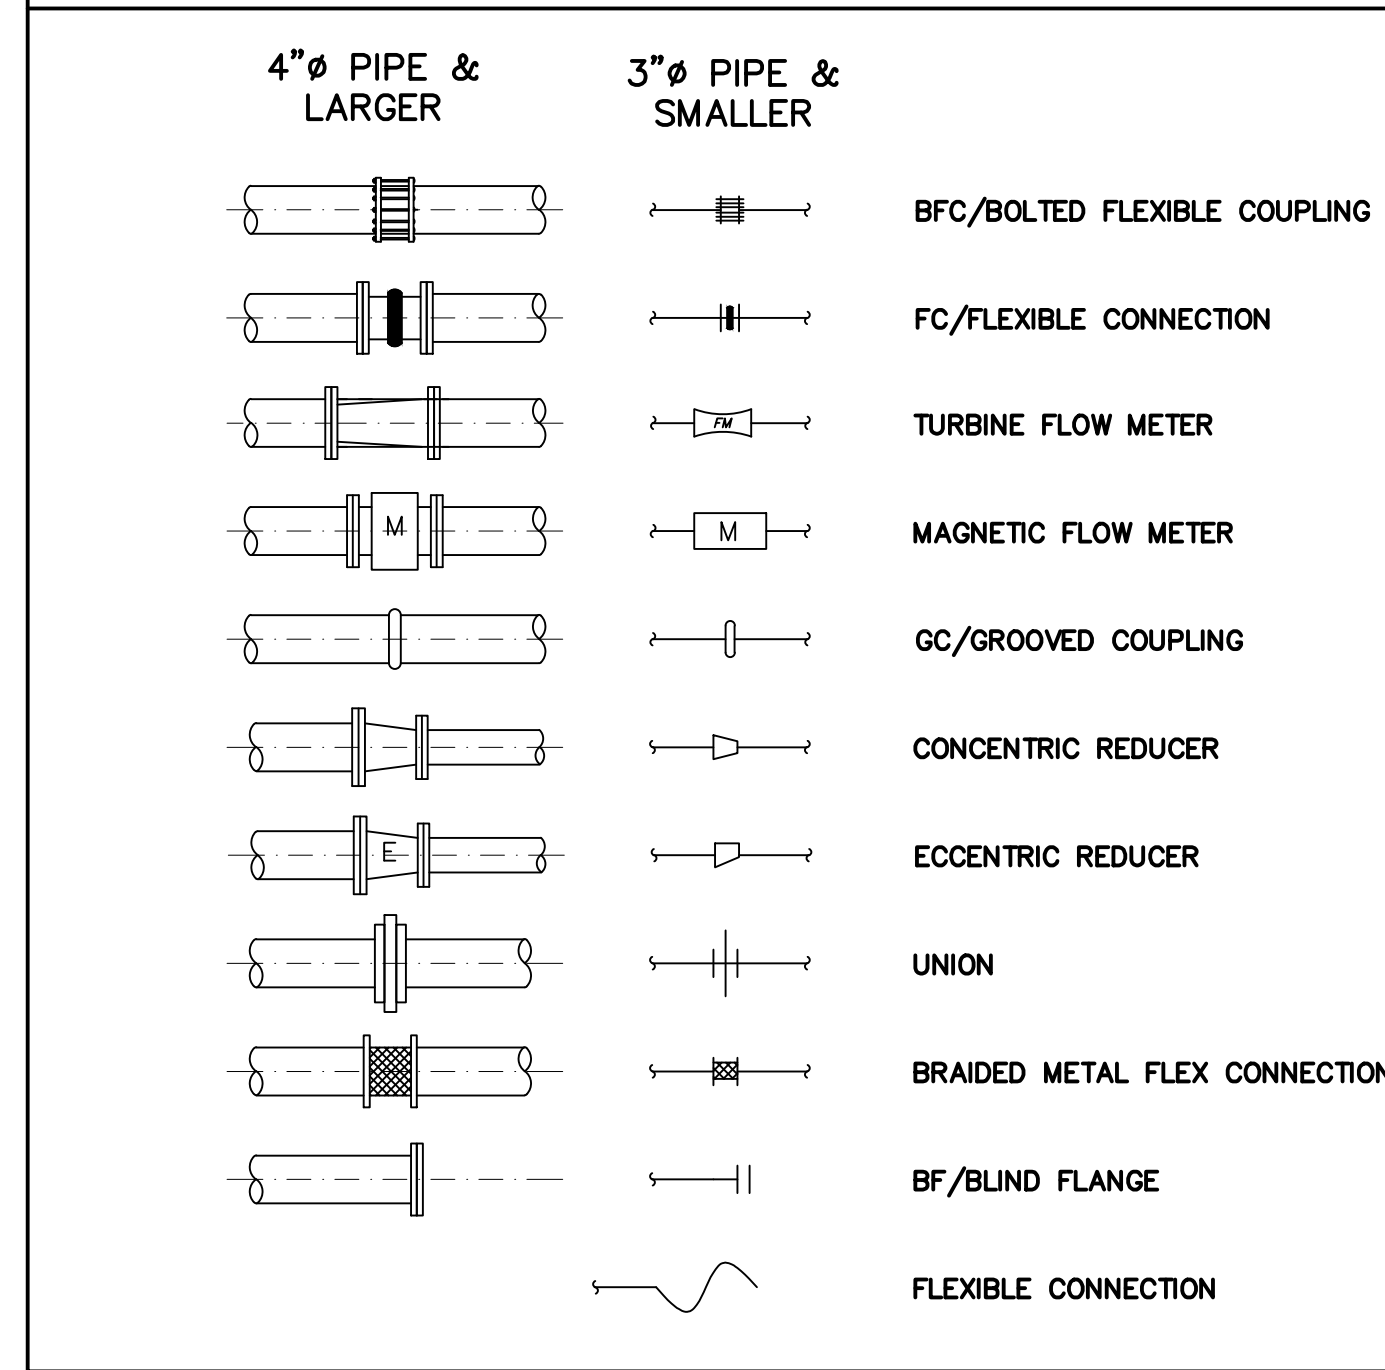 4"ø PIPE &
LARGER
3"ø PIPE &
SMALLER
BFC/BOLTED FLEXIBLE COUPLING
FC/FLEXIBLE CONNECTION
FM
TURBINE FLOW METER
M
M
MAGNETIC FLOW METER
GC/GROOVED COUPLING
CONCENTRIC REDUCER
E
ECCENTRIC REDUCER
UNION
BRAIDED METAL FLEX CONNECTION
BF/BLIND FLANGE
FLEXIBLE CONNECTION